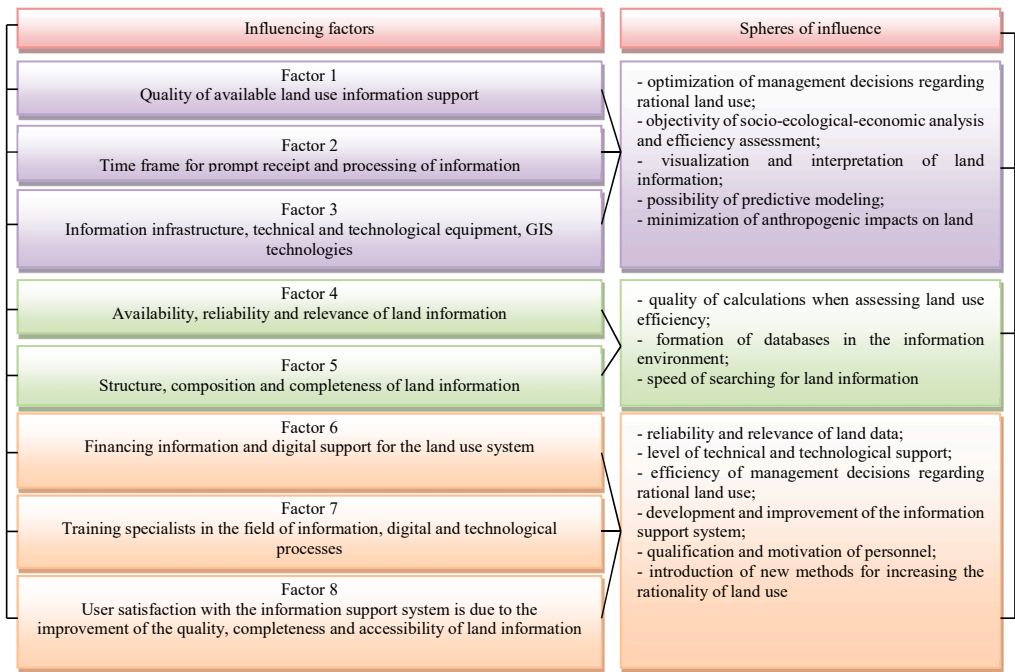 Influencing factors
Spheres of influence
Factor 1
Quality of available land use information support
Factor 2
Time frame for prompt receipt and processing of information
Factor 3
Information infrastructure, technical and technological equipment, GIS
technologies
- optimization of management decisions regarding
rational land use;
- objectivity of socio-ecological-economic analysis
and efficiency assessment;
- visualization and interpretation of land
information;
- possibility of predictive modeling;
- minimization of anthropogenic impacts on land
Factor 4
Availability, reliability and relevance of land information
Factor 5
Structure, composition and completeness of land information
- quality of calculations when assessing land use
efficiency;
- formation of databases in the information
environment;
- speed of searching for land information
Factor 6
Financing information and digital support for the land use system
Factor 7
Training specialists in the field of information, digital and technological
processes
Factor 8
User satisfaction with the information support system is due to the
improvement of the quality, completeness and accessibility of land information
- reliability and relevance of land data;
- level of technical and technological support;
- efficiency of management decisions regarding
rational land use;
- development and improvement of the information
support system;
- qualification and motivation of personnel;
- introduction of new methods for increasing the
rationality of land use